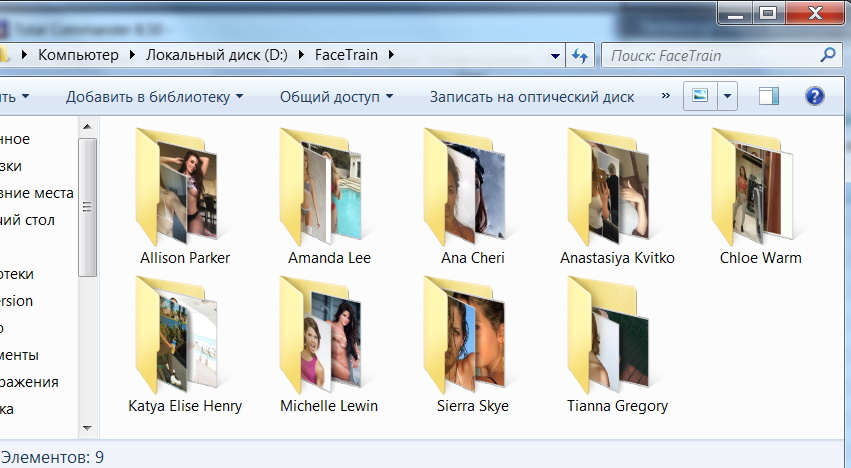 Total Commander 8.50 -
Компьютер Локальный диск (D:) FaceTrain
Поиск: FaceTrain
ть Добавить в библиотеку Общий доступ Записать на оптический диск »
нное
зки
вние места
чий стол
отеки
ersion
о
менты
ражения
ка
Allison Parker Amanda Lee Ana Cheri Anastasiya Kvitko Chloe Warm
Katya Elise Henry Michelle Lewin Sierra Skye Tianna Gregory
Элементов: 9